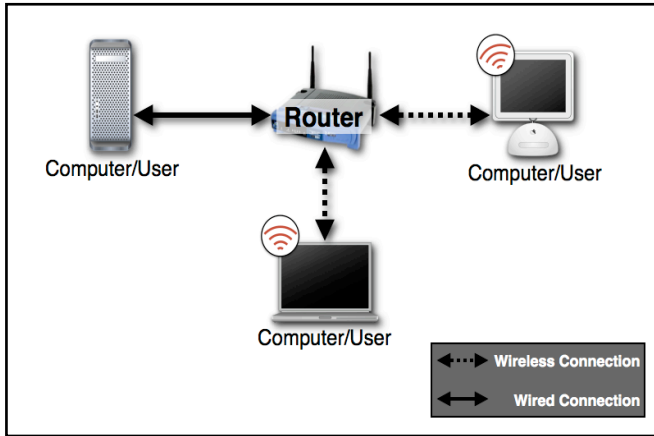 Router
Computer/User
Computer/User
Computer/User
Wireless Connection
Wired Connection